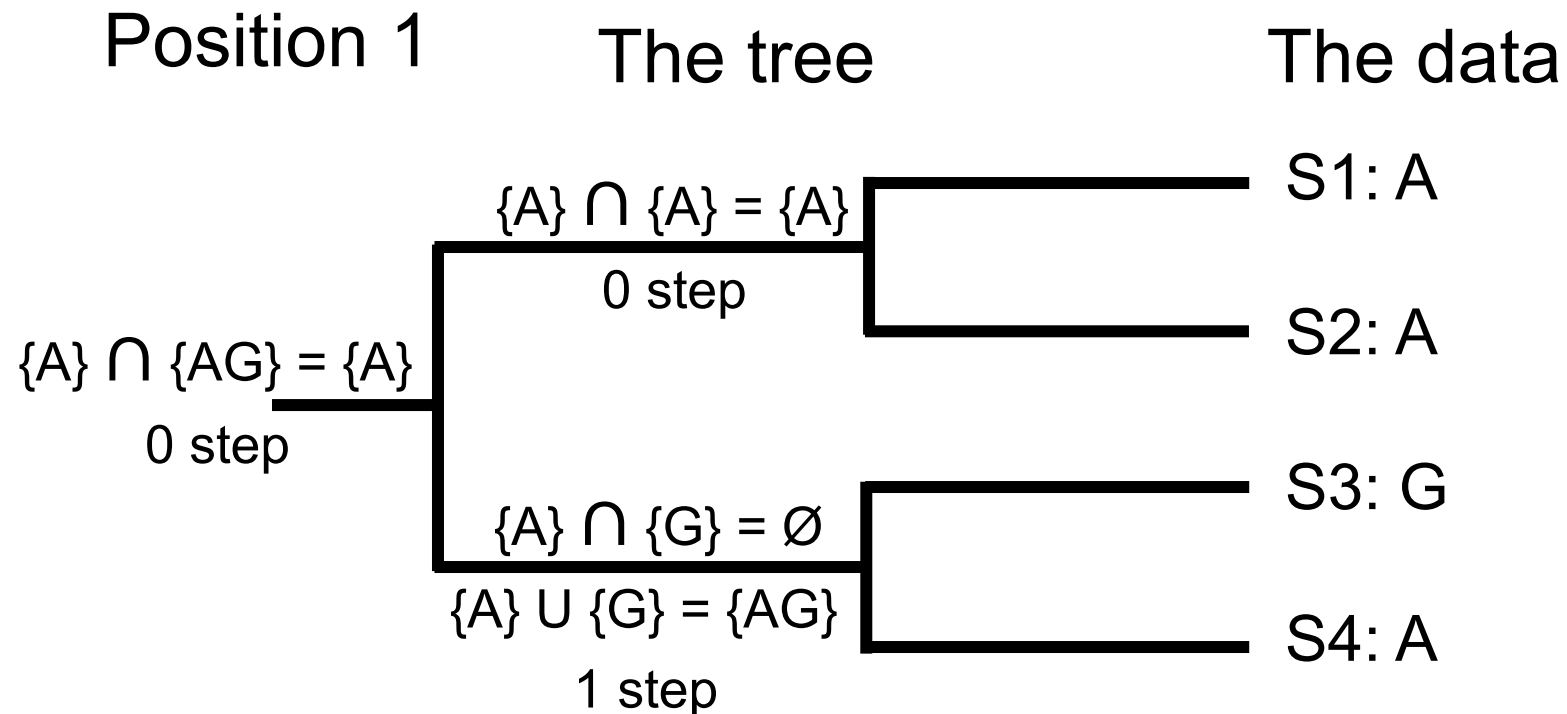 Position 1
The tree
The data
{A} ∩ {A} = {A}
0 step
S1: A
S2: A
{A} ∩ {AG} = {A}
0 step
{A} ∩ {G} = Ø
{A} U {G} = {AG}
1 step
S3: G
S4: A